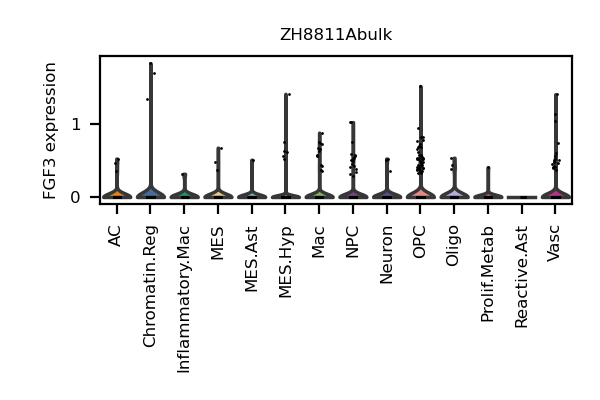 ZH8811Abulk
FGF3 expression
1
0
AC
Chromatin.Reg
Inflammatory.Mac
MES
MES.Ast
MES.Hyp
Mac
NPC
Neuron
OPC
Oligo
Prolif.Metab
Reactive.Ast
Vasc